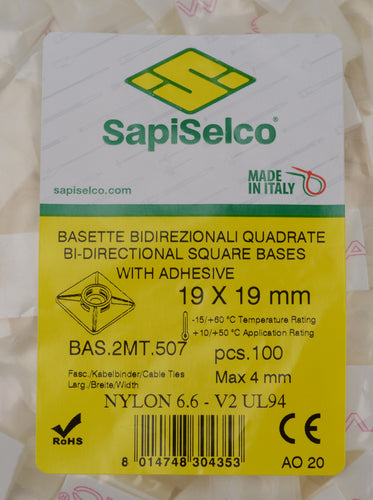 SapiSelco®
MADE
IN ITALY
sapiselco.com
BASETTE BIDIREZIONALI QUADRATE
BI-DIRECTIONAL SQUARE BASES
WITH ADHESIVE
19 X 19 mm
-15/+60 °C Temperature Rating
+10/+50 °C Application Rating
BAS.2MT.507
pcs.100
Fasc./Kabelbinder/Cable Ties
Larg./Breite/Width
Max 4 mm
NYLON 6.6 - V2 UL94
RoHS
CE
8 014748 304353
AO 20